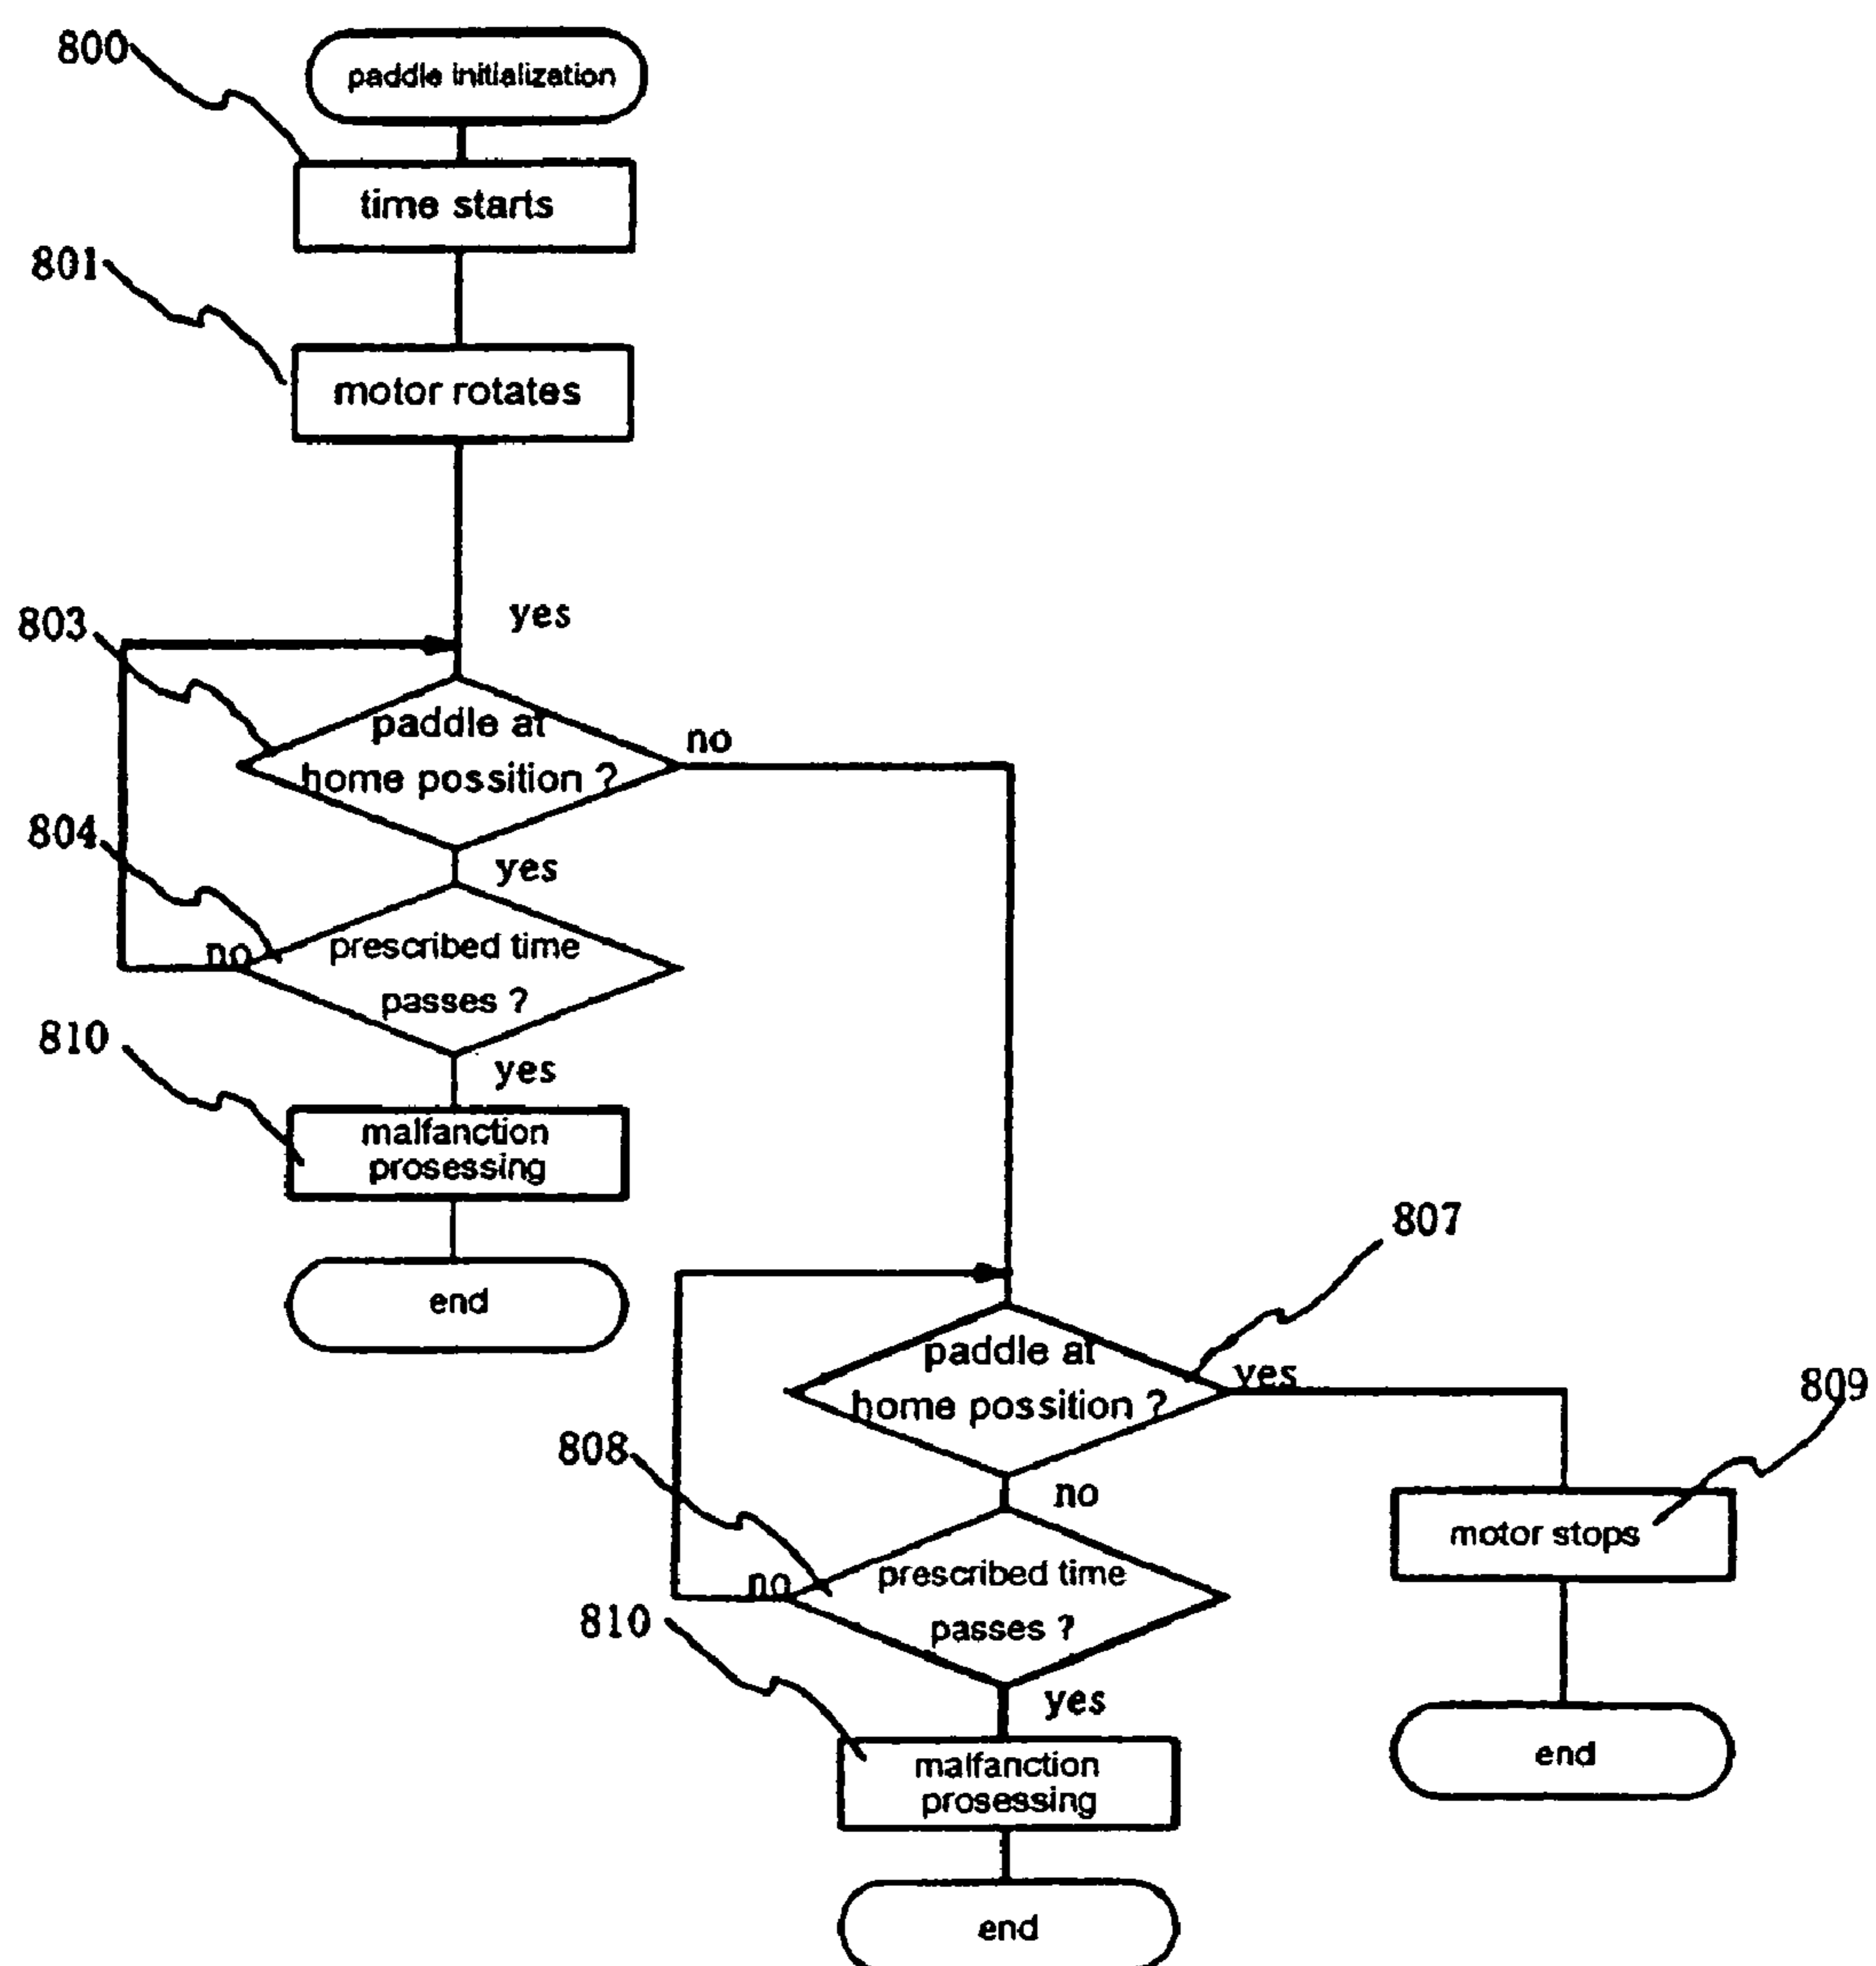 800
paddle initialization
time starts
801
motor rotates
yes
803
paddle at
home possition ?
no
804
yes
no
prescribed time
passes ?
810
yes
malfanction
prosessing
end
807
paddle at
home possition ?
yes
809
808
no
motor stops
no
prescribed time
passes ?
810
yes
malfanction
prosessing
end
end